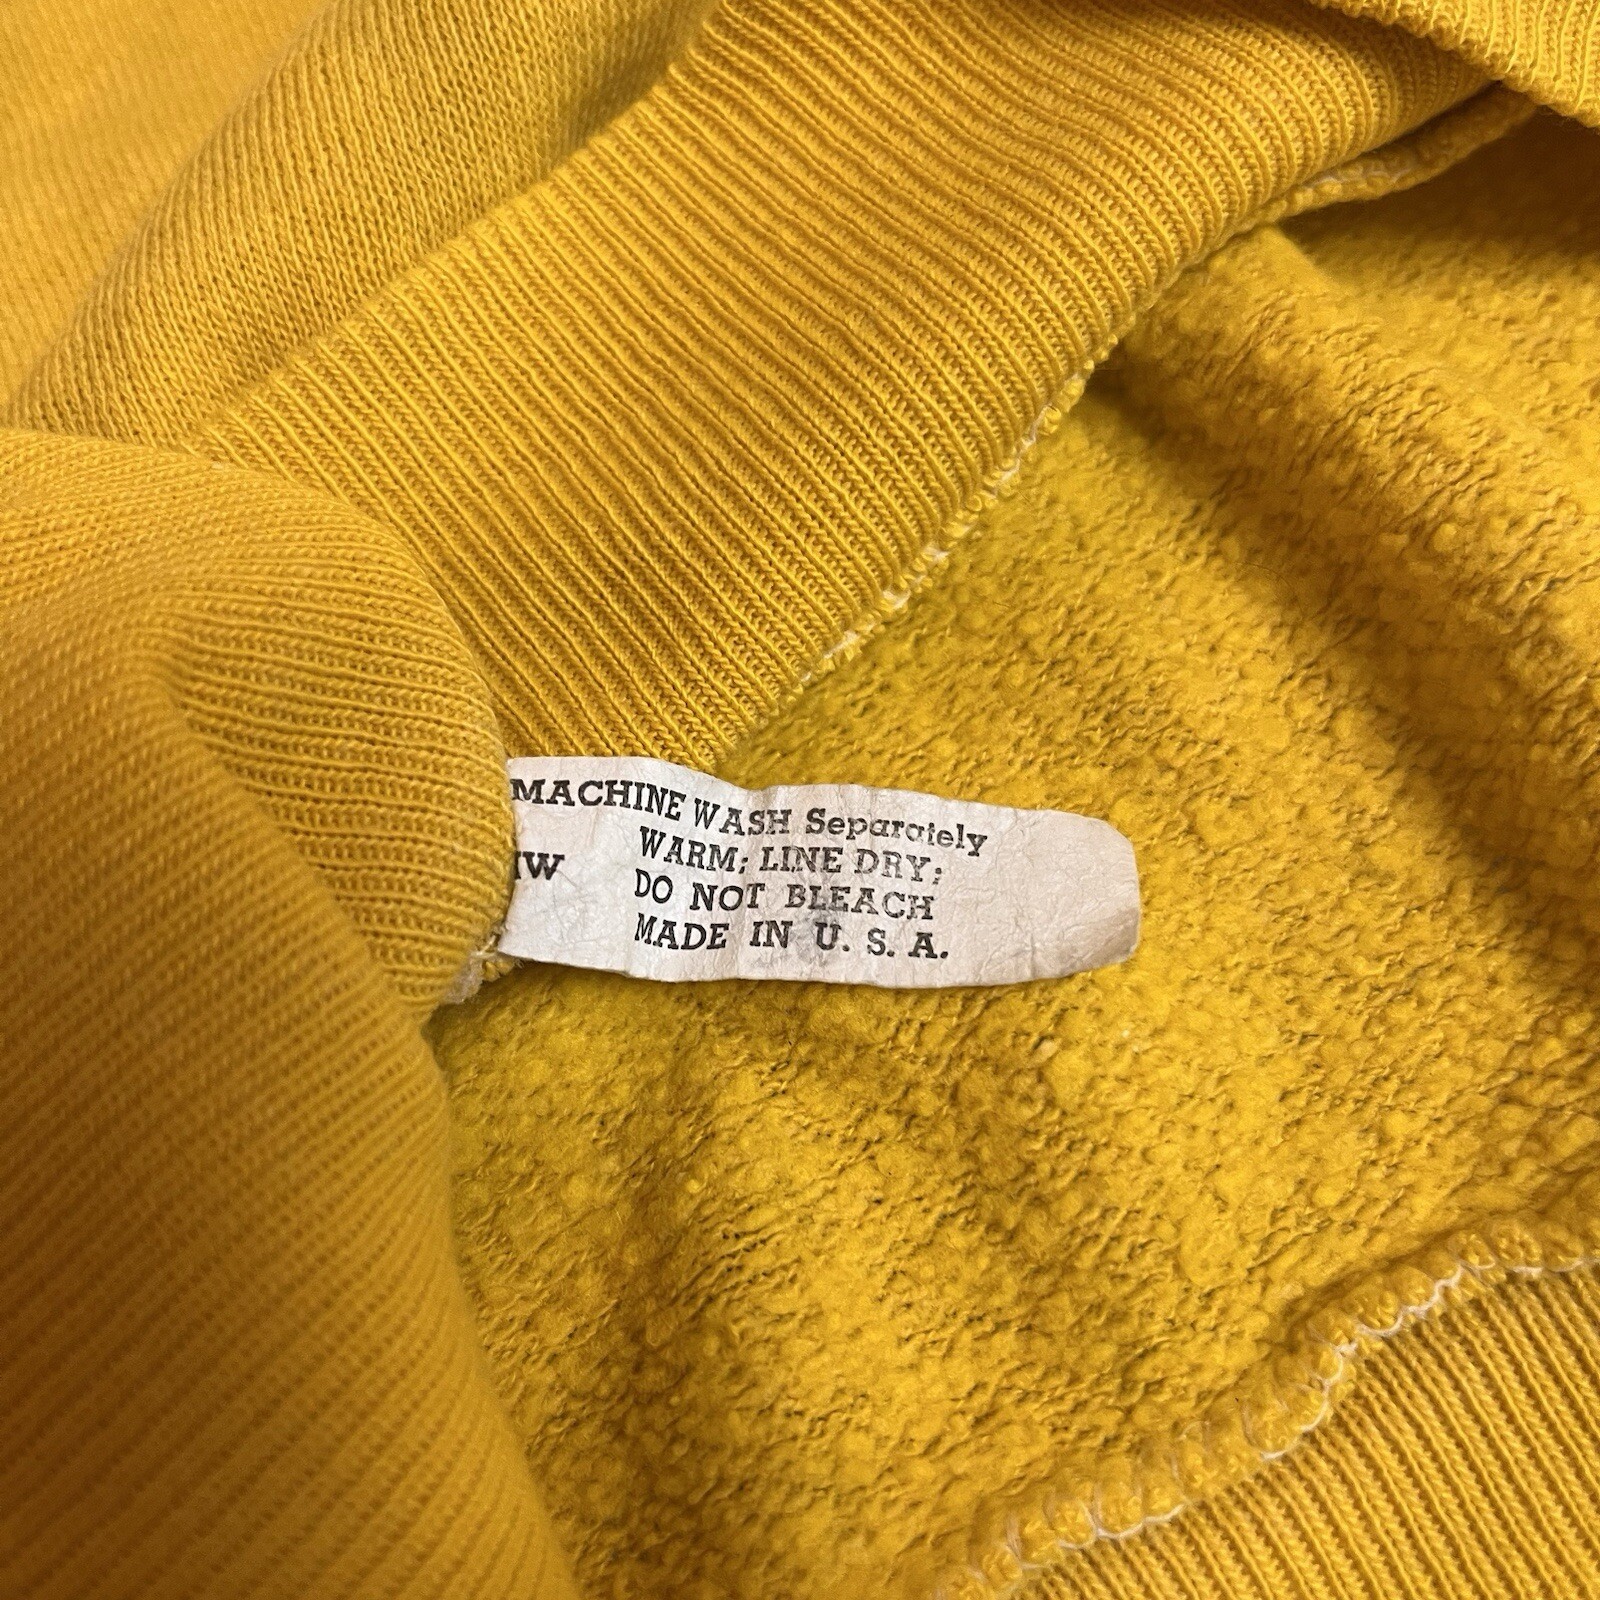 MACHINE WASH Separately
WARM; LINE DRY;
IW
DO NOT BLEACH
MADE IN U. S. A.